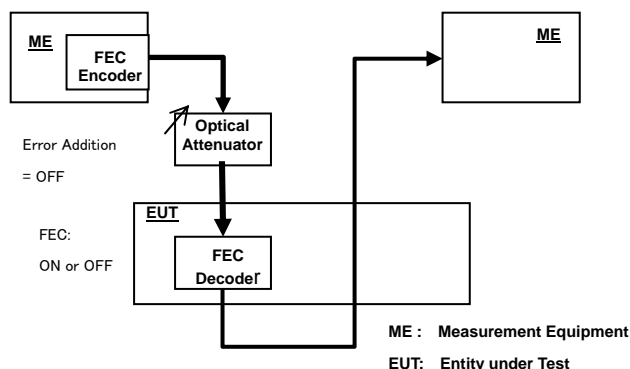 ME
FEC
Encoder
ME
Optical
Attenuator
Error Addition
= OFF
EUT
FEC:
ON or OFF
FEC
Decoder
ME : Measurement Equipment
EUT: Entity under Test